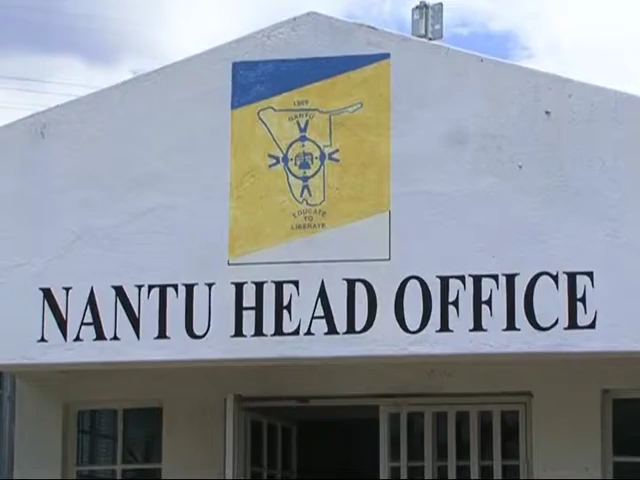 1989
NANTU
EDUCATE
TO
LIBERATE
NANTU HEAD OFFICE